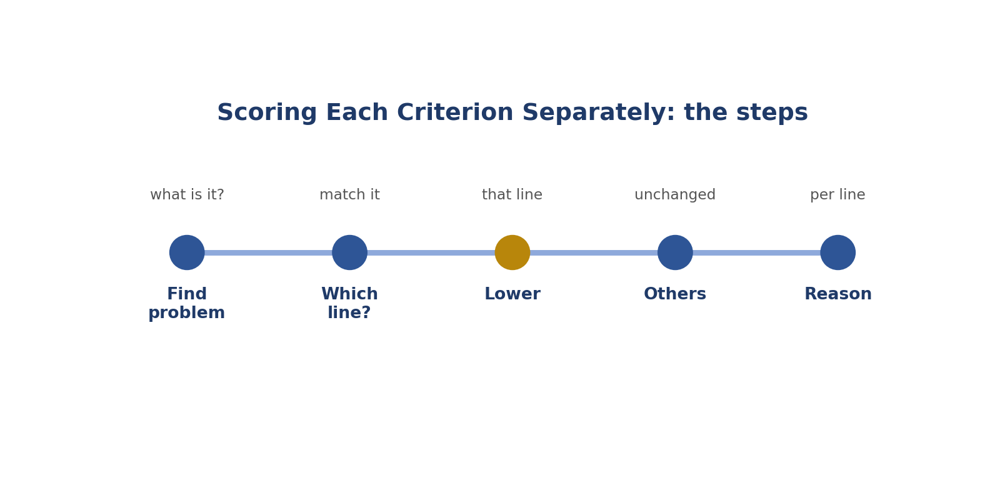 Scoring Each Criterion Separately: the steps
what is it?
match it
that line
unchanged
per line
Find
problem
Which
line?
Lower
Others
Reason